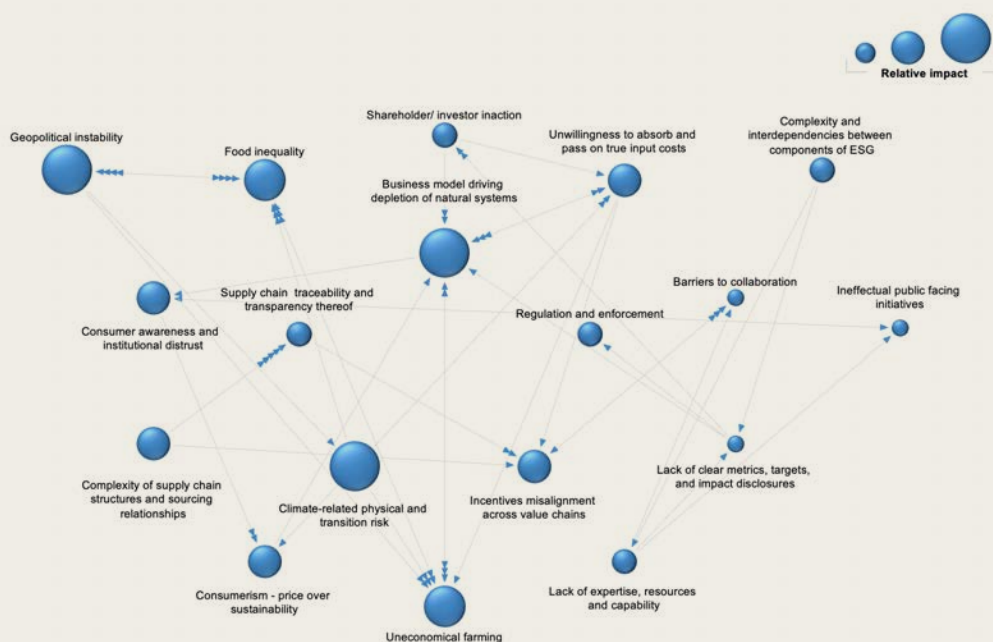 Relative impact
Shareholder/ investor inaction
Geopolitical instability
Food inequality
Unwillingness to absorb and
pass on true input costs
Complexity and
interdependencies between
components of ESG
Business model driving
depletion of natural systems
Supply chain traceability and
transparency thereof
Consumer awareness and
institutional distrust
Regulation and enforcement
Barriers to collaboration
Ineffectual public facing
initiatives
Complexity of supply chain
structures and sourcing
relationships
Climate-related physical and
transition risk
Incentives misalignment
across value chains
Lack of clear metrics, targets,
and impact disclosures
Consumerism - price over
sustainability
Uneconomical farming
Lack of expertise, resources
and capability